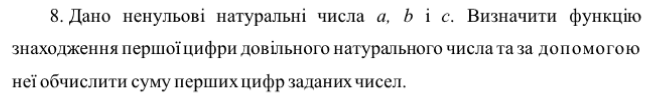 8. Дано ненульові натуральні числа a, b і c. Визначити функцію
знаходження першої цифри довільного натурального числа та за допомогою
неї обчислити суму перших цифр заданих чисел.